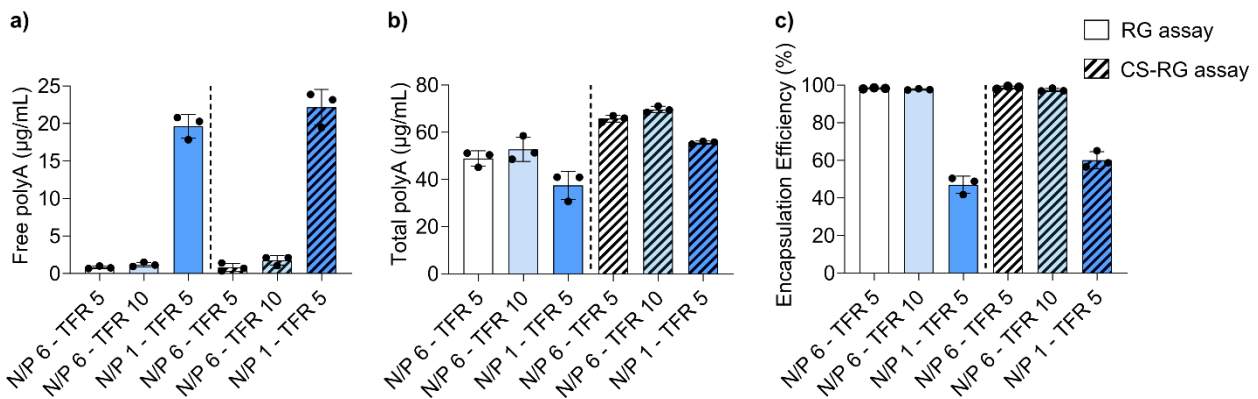 a)
Free polyA (µg/mL)
25
20
15
10
5
0
N/P 6 - TFR 5
N/P 6 - TFR 10
N/P 1 - TFR 5
N/P 6 - TFR 5
N/P 6 - TFR 10
N/P 1 - TFR 5
b)
Total polyA (µg/mL)
80
60
40
20
0
N/P 6 - TFR 5
N/P 6 - TFR 10
N/P 1 - TFR 5
N/P 6 - TFR 5
N/P 6 - TFR 10
N/P 1 - TFR 5
c)
Encapsulation Efficiency (%)
100
80
60
40
20
0
N/P 6 - TFR 5
N/P 6 - TFR 10
N/P 1 - TFR 5
N/P 6 - TFR 5
N/P 6 - TFR 10
N/P 1 - TFR 5
RG assay
CS-RG assay